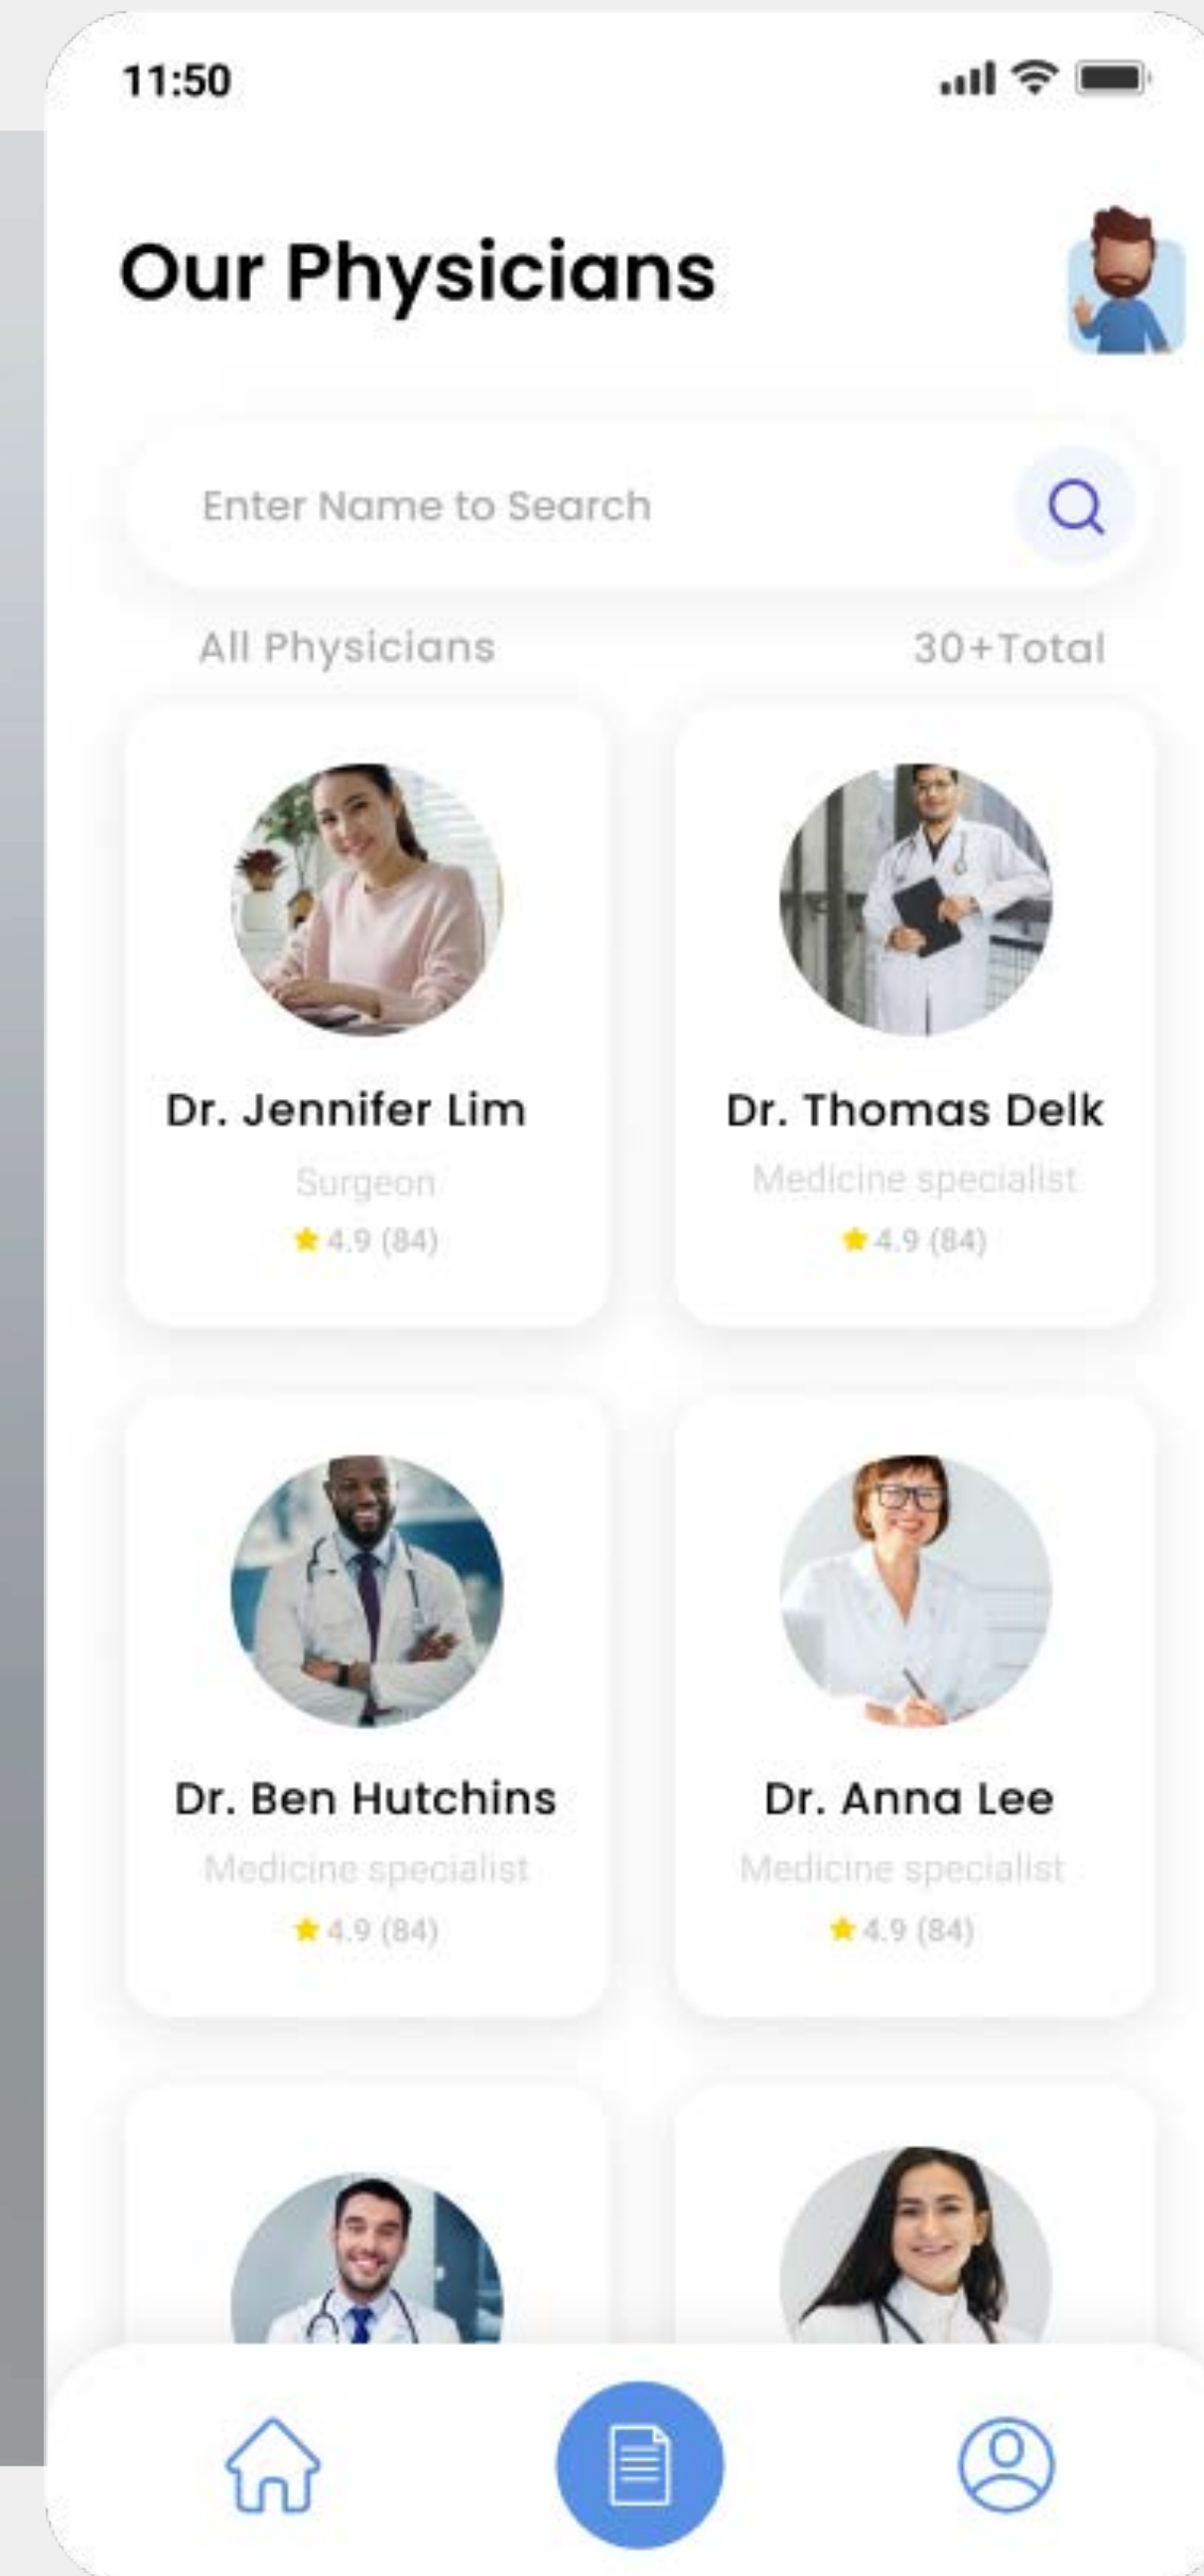 11:50
Our Physicians
Enter Name to Search
All Physicians 30+Total
Dr. Jennifer Lim
Surgeon
4.9 (84)
Dr. Thomas Delk
Medicine specialist
4.9 (84)
Dr. Ben Hutchins
Medicine specialist
4.9 (84)
Dr. Anna Lee
Medicine specialist
4.9 (84)